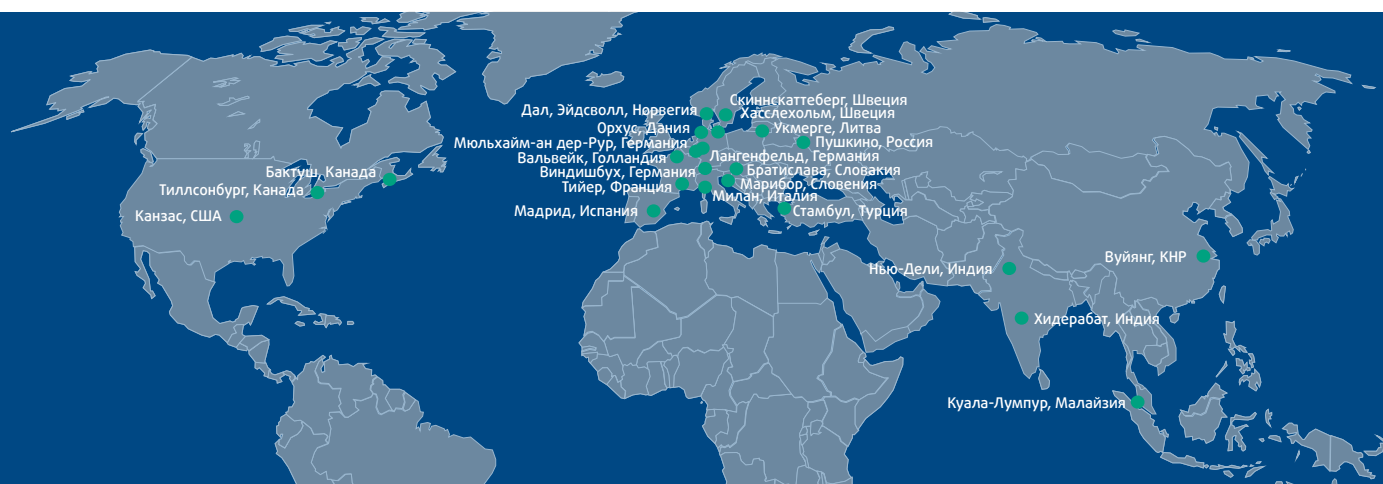 Скиннскаттеберг, Швеция
Дал, Эйдсволл, Норвегия
Хасслехольм, Швеция
Орхус, Дания
Укмерге, Литва
Мюльхайм-ан дер-Рур, Германия
Пушкино, Россия
Вальвейк, Голландия
Лангенфельд, Германия
Бактуш, Канада
Виндишбух, Германия
Братислава, Словакия
Тиллсонбург, Канада
Тийер, Франция
Марибор, Словения
Милан, Италия
Канзас, США
Мадрид, Испания
Стамбул, Турция
Вуйянг, КНР
Нью-Дели, Индия
Хидерабат, Индия
Куала-Лумпур, Малайзия